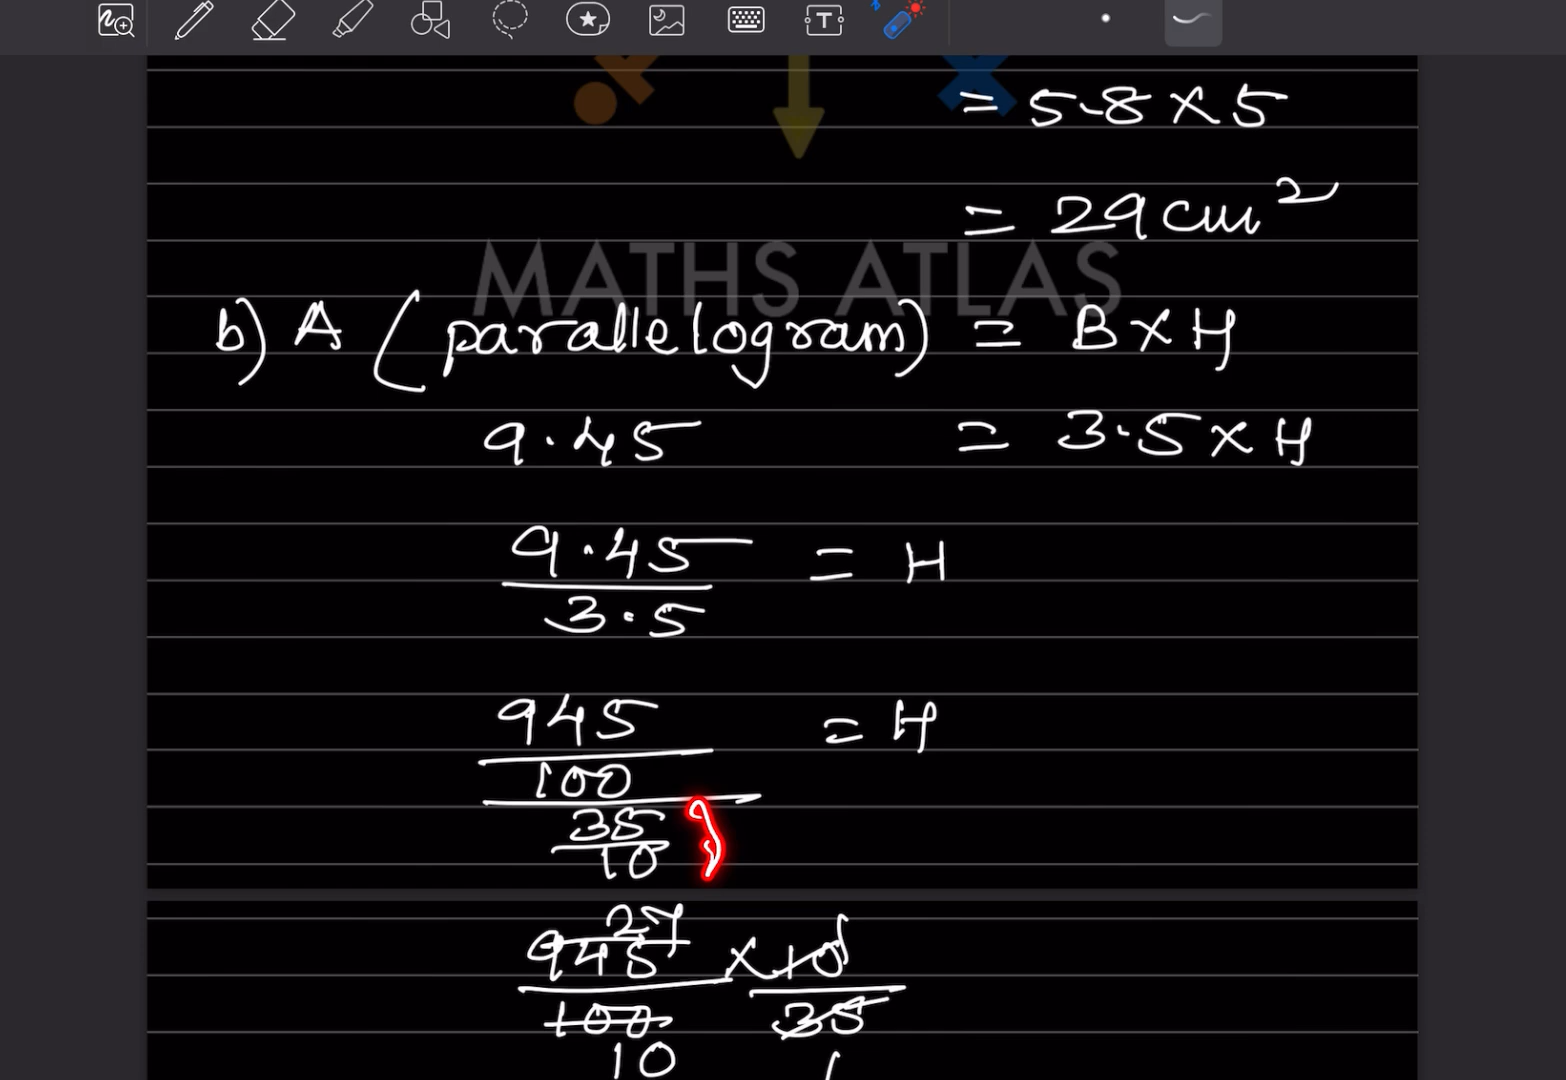 = 5.8 × 5
= 29 cm²
MATHS ATLAS
b) A (parallelogram) = B × H
9.45 = 3.5 × H
9.45 = H
3.5
945 = H
100
35
10
27
945 × 10
100 35
10 1